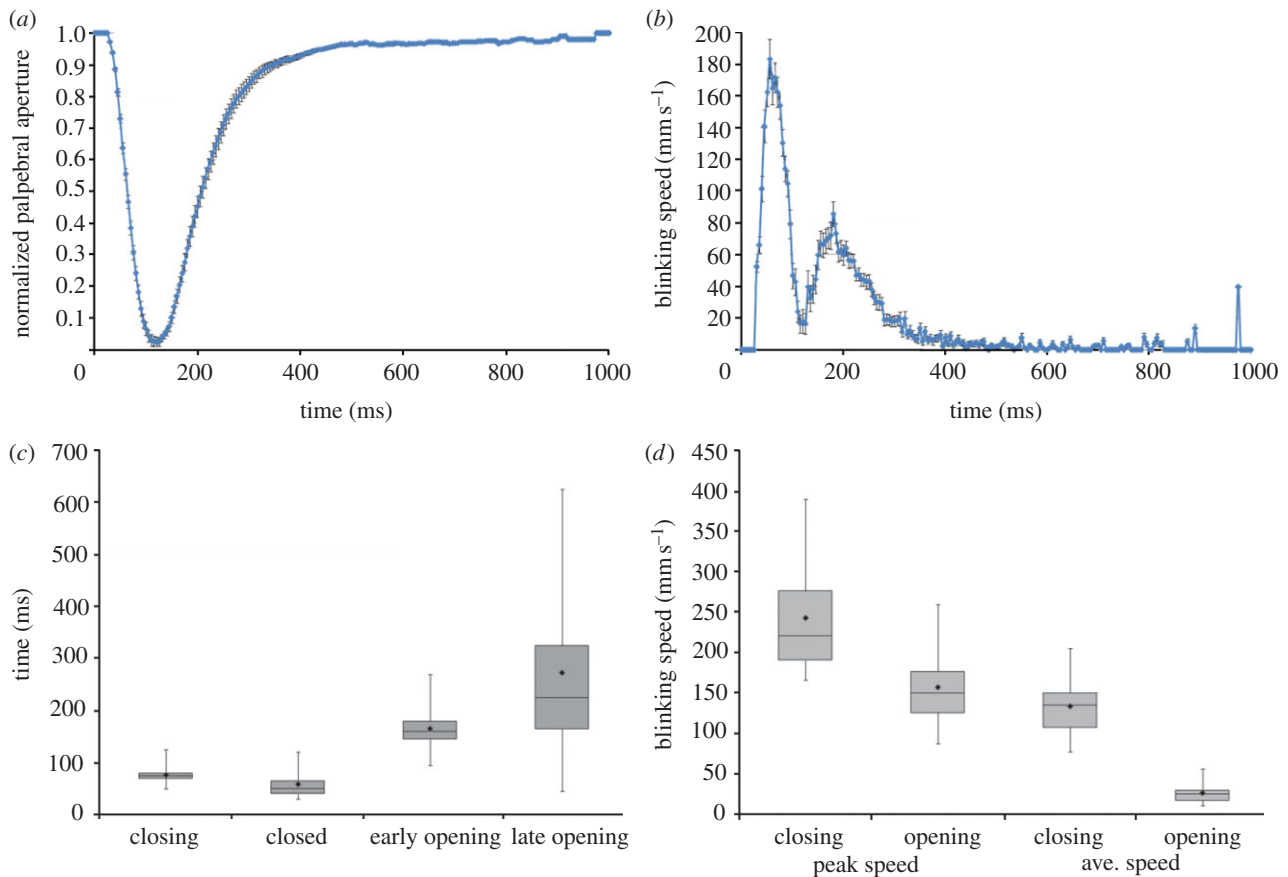 (a)
1.0
0.9
0.8
0.7
0.6
0.5
0.4
0.3
0.2
0.1
normalized palpebral aperture
0 200 400 600 800 1000
time (ms)
(b)
200
180
160
140
120
100
80
60
40
20
0
blinking speed (mm s⁻¹)
0 200 400 600 800 1000
time (ms)
(c)
700
600
500
400
300
200
100
0
time (ms)
closing closed early opening late opening
(d)
450
400
350
300
250
200
150
100
50
0
blinking speed (mm s⁻¹)
closing opening closing opening
peak speed ave. speed